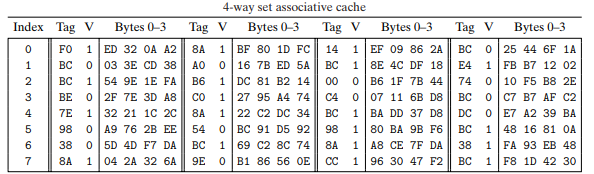 4-way set associative cache
Index Tag V Bytes 0–3 Tag V Bytes 0–3 Tag V Bytes 0–3 Tag V Bytes 0–3
0 F0 1 ED 32 0A A2 8A 1 BF 80 1D FC 14 1 EF 09 86 2A BC 0 25 44 6F 1A
1 BC 0 03 3E CD 38 A0 0 16 7B ED 5A BC 1 8E 4C DF 18 E4 1 FB B7 12 02
2 BC 1 54 9E 1E FA B6 1 DC 81 B2 14 00 0 B6 1F 7B 44 74 0 10 F5 B8 2E
3 BE 0 2F 7E 3D A8 C0 1 27 95 A4 74 C4 0 07 11 6B D8 BC 0 C7 B7 AF C2
4 7E 1 32 21 1C 2C 8A 1 22 C2 DC 34 BC 1 BA DD 37 D8 DC 0 E7 A2 39 BA
5 98 0 A9 76 2B EE 54 0 BC 91 D5 92 98 1 80 BA 9B F6 BC 1 48 16 81 0A
6 38 0 5D 4D F7 DA BC 1 69 C2 8C 74 8A 1 A8 CE 7F DA 38 1 FA 93 EB 48
7 8A 1 04 2A 32 6A 9E 0 B1 86 56 0E CC 1 96 30 47 F2 BC 1 F8 1D 42 30